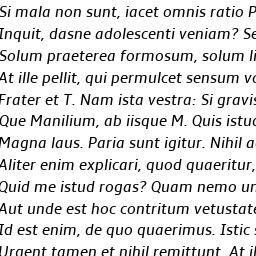 Si mala non sunt, iacet omnis ratio P
Inquit, dasne adolescenti veniam? Se
Solum praeterea formosum, solum li
At ille pellit, qui permulcet sensum vo
Frater et T. Nam ista vestra: Si gravis
Que Manilium, ab iisque M. Quis istud
Magna laus. Paria sunt igitur. Nihil a
Aliter enim explicari, quod quaeritur,
Quid me istud rogas? Quam nemo un
Aut unde est hoc contritum vetustate
Id est enim, de quo quaerimus. Istic s
Urgent tamen et nihil remittunt. At il